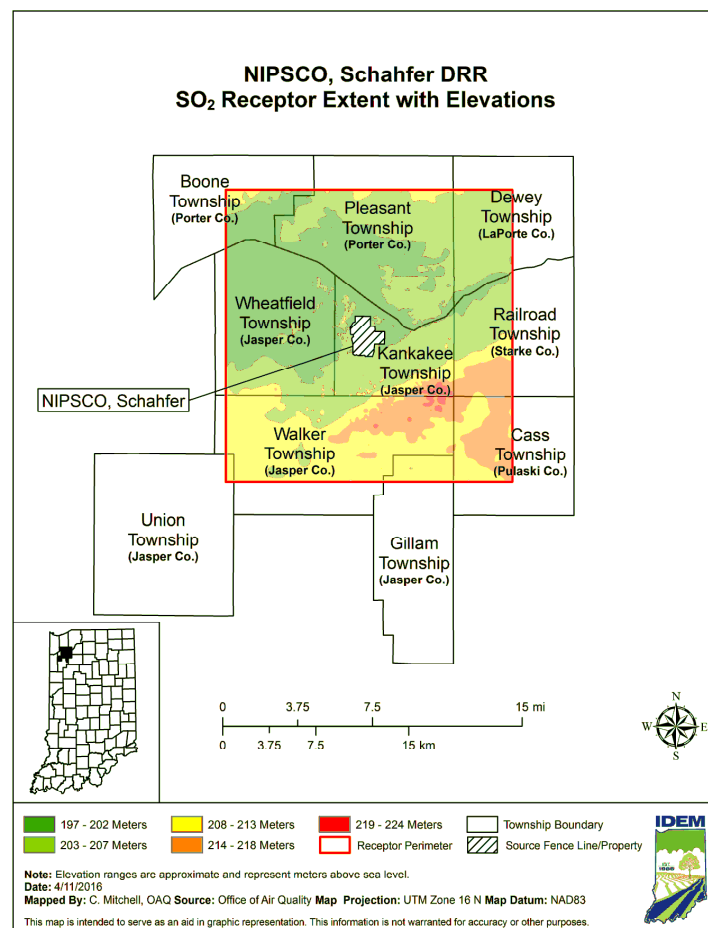 NIPSCO, Schahfer DRR
SO₂ Receptor Extent with Elevations
Boone
Township
(Porter Co.)
Pleasant
Township
(Porter Co.)
Dewey
Township
(LaPorte Co.)
Wheatfield
Township
(Jasper Co.)
Railroad
Township
(Starke Co.)
Kankakee
Township
(Jasper Co.)
NIPSCO, Schahfer
Walker
Township
(Jasper Co.)
Cass
Township
(Pulaski Co.)
Union
Township
(Jasper Co.)
Gillam
Township
(Jasper Co.)
0 3.75 7.5 15 mi
0 3.75 7.5 15 km
N
W E
S
197 - 202 Meters 208 - 213 Meters 219 - 224 Meters Township Boundary
203 - 207 Meters 214 - 218 Meters Receptor Perimeter Source Fence Line/Property
IDEM
EST.
1986
Note: Elevation ranges are approximate and represent meters above sea level.
Date: 4/11/2016
Mapped By: C. Mitchell, OAQ Source: Office of Air Quality Map Projection: UTM Zone 16 N Map Datum: NAD83
This map is intended to serve as an aid in graphic representation. This information is not warranted for accuracy or other purposes.